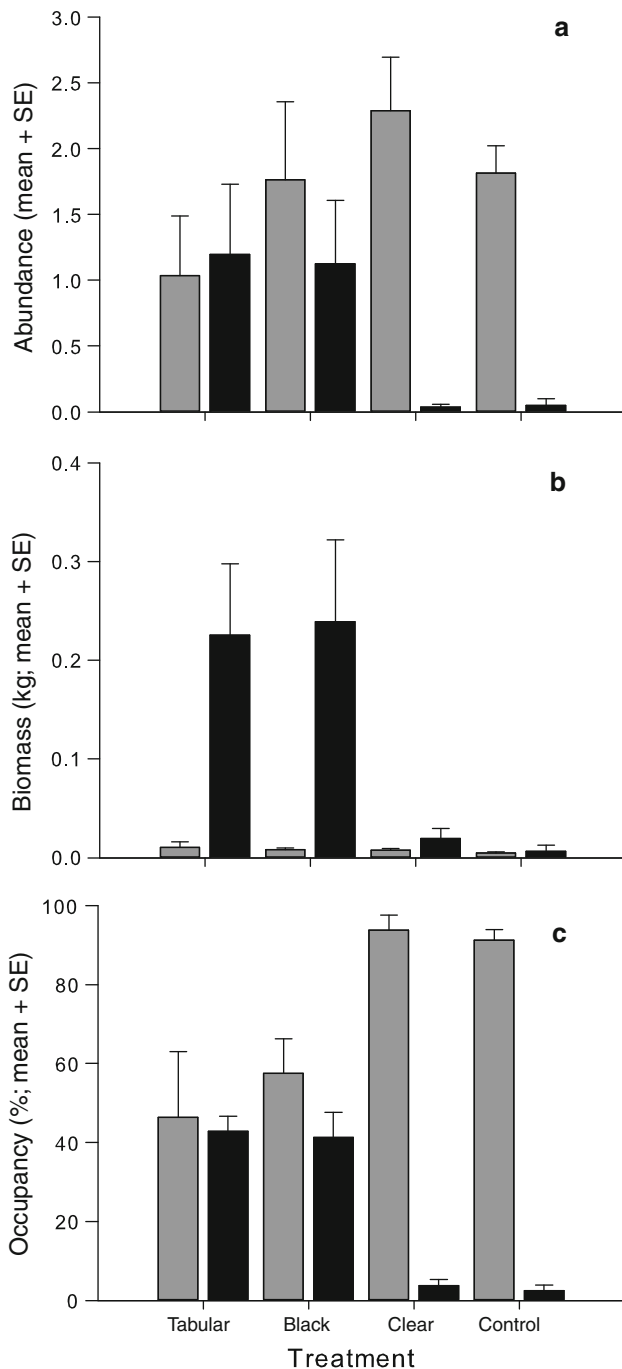 a
Abundance (mean + SE)
3.0
2.5
2.0
1.5
1.0
0.5
0.0
b
Biomass (kg; mean + SE)
0.4
0.3
0.2
0.1
0.0
c
Occupancy (%; mean + SE)
100
80
60
40
20
0
Tabular Black Clear Control
Treatment